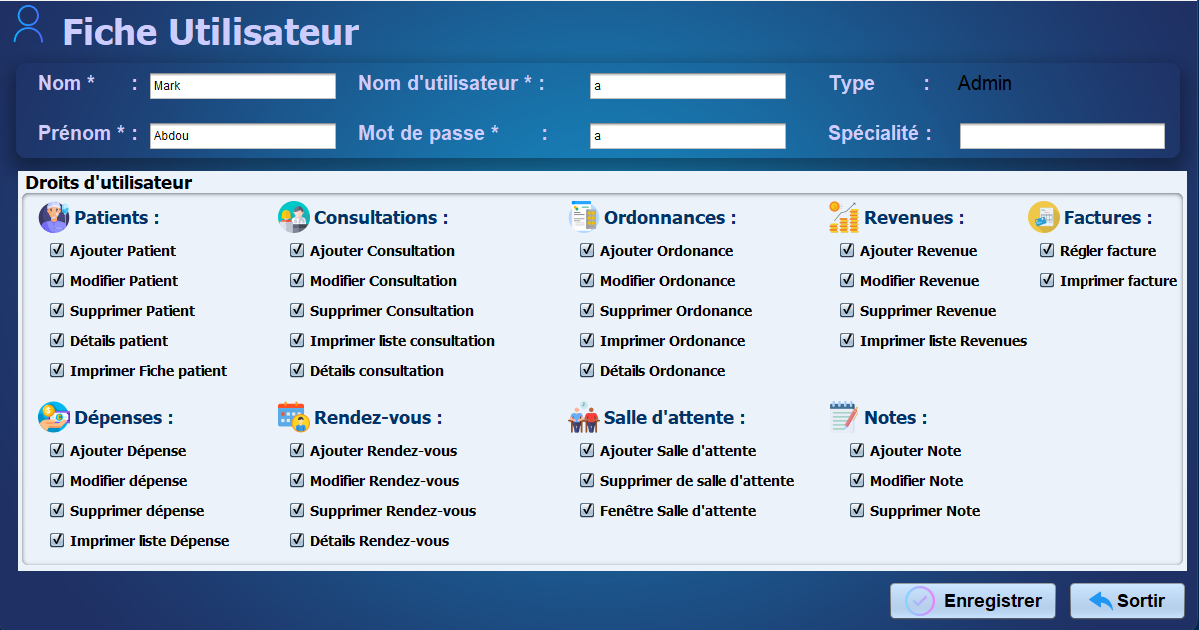 Fiche Utilisateur
Nom * : Mark Nom d'utilisateur * : a Type : Admin
Prénom * : Abdou Mot de passe * : a Spécialité :
Droits d'utilisateur
Patients : Consultations : Ordonnances : Revenues : Factures :
Ajouter Patient Ajouter Consultation Ajouter Ordonance Ajouter Revenue Régler facture
Modifier Patient Modifier Consultation Modifier Ordonance Modifier Revenue Imprimer facture
Supprimer Patient Supprimer Consultation Supprimer Ordonance Supprimer Revenue
Détails patient Imprimer liste consultation Imprimer Ordonance Imprimer liste Revenues
Imprimer Fiche patient Détails consultation Détails Ordonance
Dépenses : Rendez-vous : Salle d'attente : Notes :
Ajouter Dépense Ajouter Rendez-vous Ajouter Salle d'attente Ajouter Note
Modifier dépense Modifier Rendez-vous Supprimer de salle d'attente Modifier Note
Supprimer dépense Supprimer Rendez-vous Fenêtre Salle d'attente Supprimer Note
Imprimer liste Dépense Détails Rendez-vous
Enregistrer Sortir